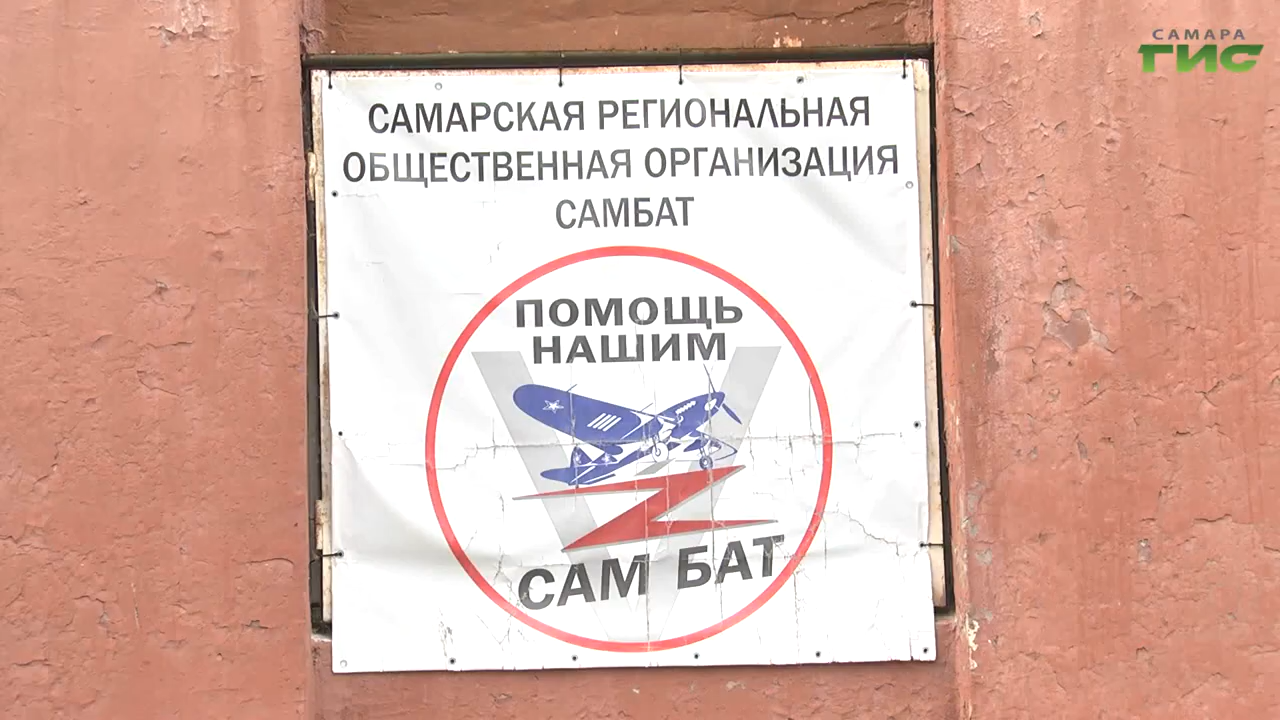 САМАРА
ГИС
САМАРСКАЯ РЕГИОНАЛЬНАЯ
ОБЩЕСТВЕННАЯ ОРГАНИЗАЦИЯ
САМБАТ
ПОМОЩЬ
НАШИМ
САМ БАТ